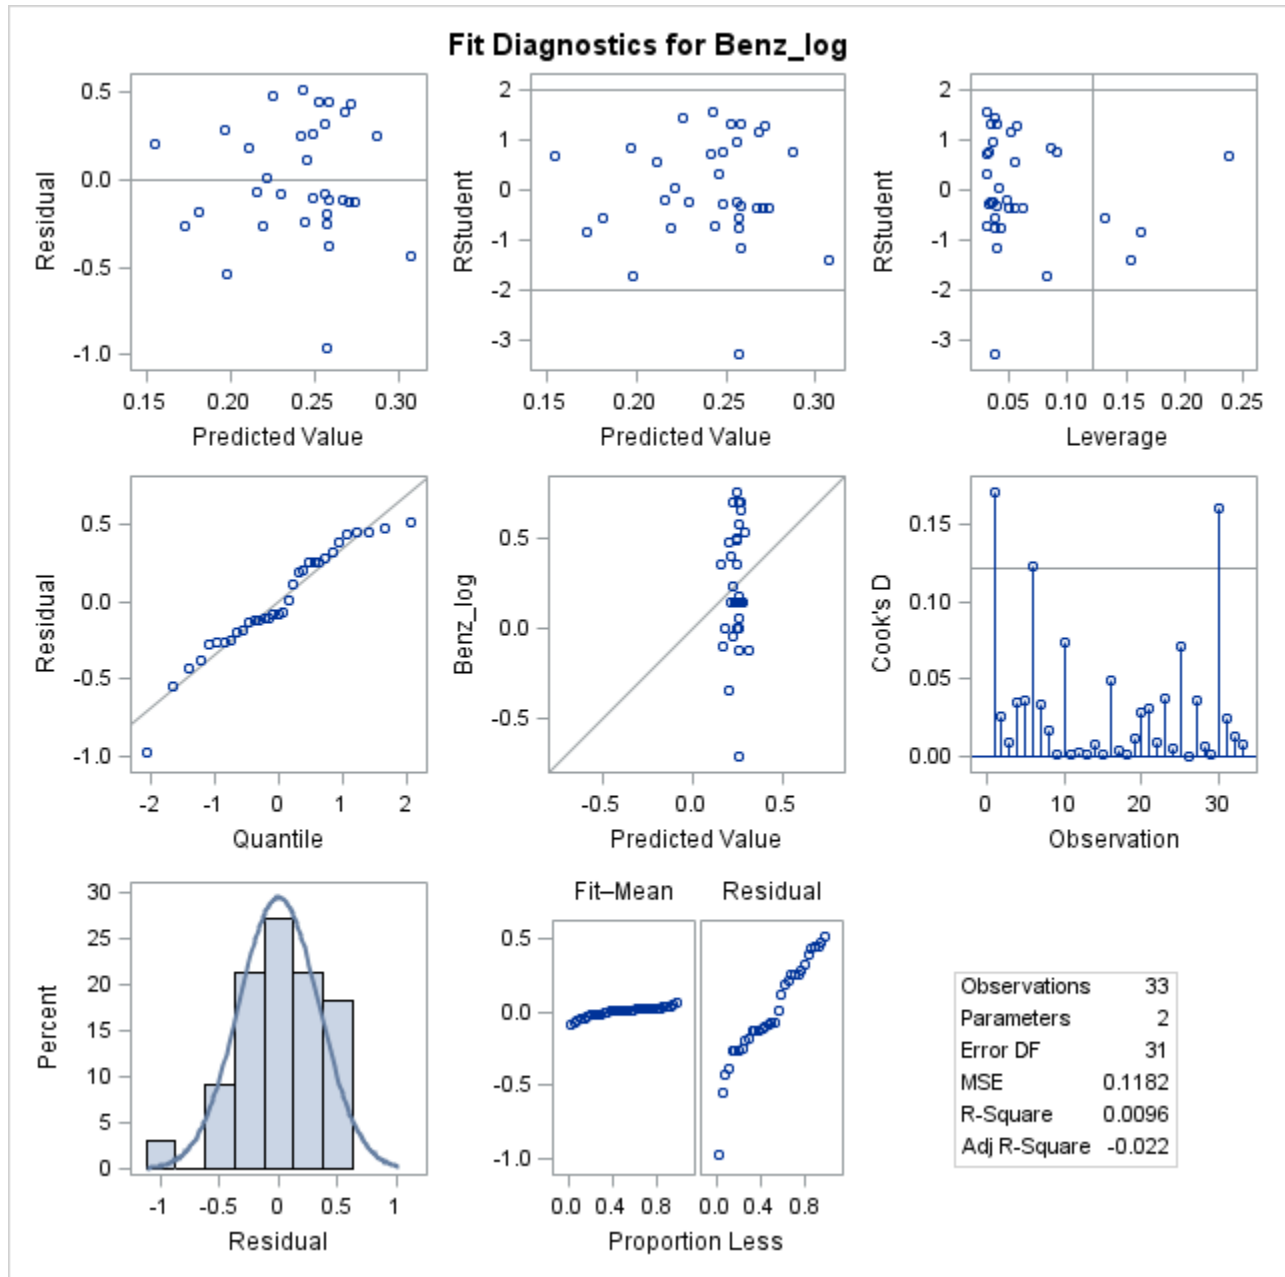 Fit Diagnostics for Benz_log
Residual
0.5
0.0
-0.5
-1.0
0.15 0.20 0.25 0.30
Predicted Value
RStudent
2
1
0
-1
-2
-3
0.15 0.20 0.25 0.30
Predicted Value
RStudent
2
1
0
-1
-2
-3
0.05 0.10 0.15 0.20 0.25
Leverage
Residual
0.5
0.0
-0.5
-1.0
-2 -1 0 1 2
Quantile
Benz_log
0.5
0.0
-0.5
-0.5 0.0 0.5
Predicted Value
Cook's D
0.15
0.10
0.05
0.00
0 10 20 30
Observation
Percent
30
25
20
15
10
5
0
-1 -0.5 0 0.5 1
Residual
Fit–Mean Residual
0.5
0.0
-0.5
-1.0
0.0 0.4 0.8 0.0 0.4 0.8
Proportion Less
Observations 33
Parameters 2
Error DF 31
MSE 0.1182
R-Square 0.0096
Adj R-Square -0.022